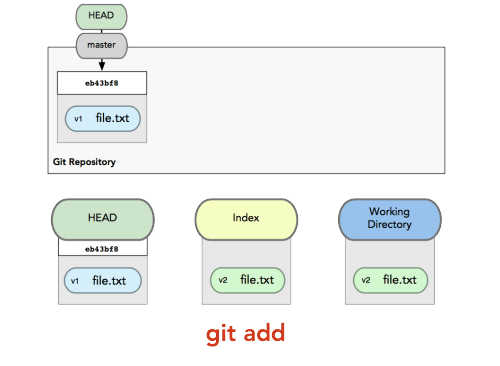 HEAD
master
eb43bf8
v1 file.txt
Git Repository
HEAD
eb43bf8
v1 file.txt
Index
v2 file.txt
Working
Directory
v2 file.txt
git add